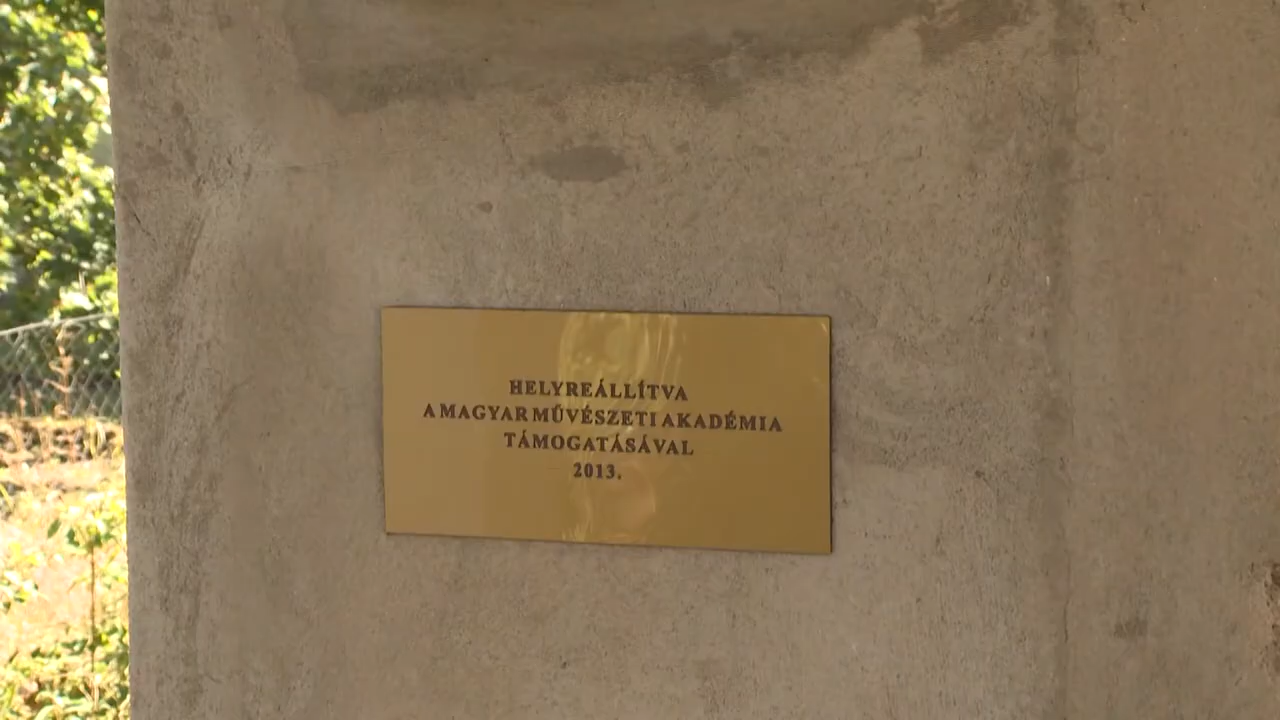 HELYREÁLLÍTVA
A MAGYAR MŰVÉSZETI AKADÉMIA
TÁMOGATÁSÁVAL
2013.